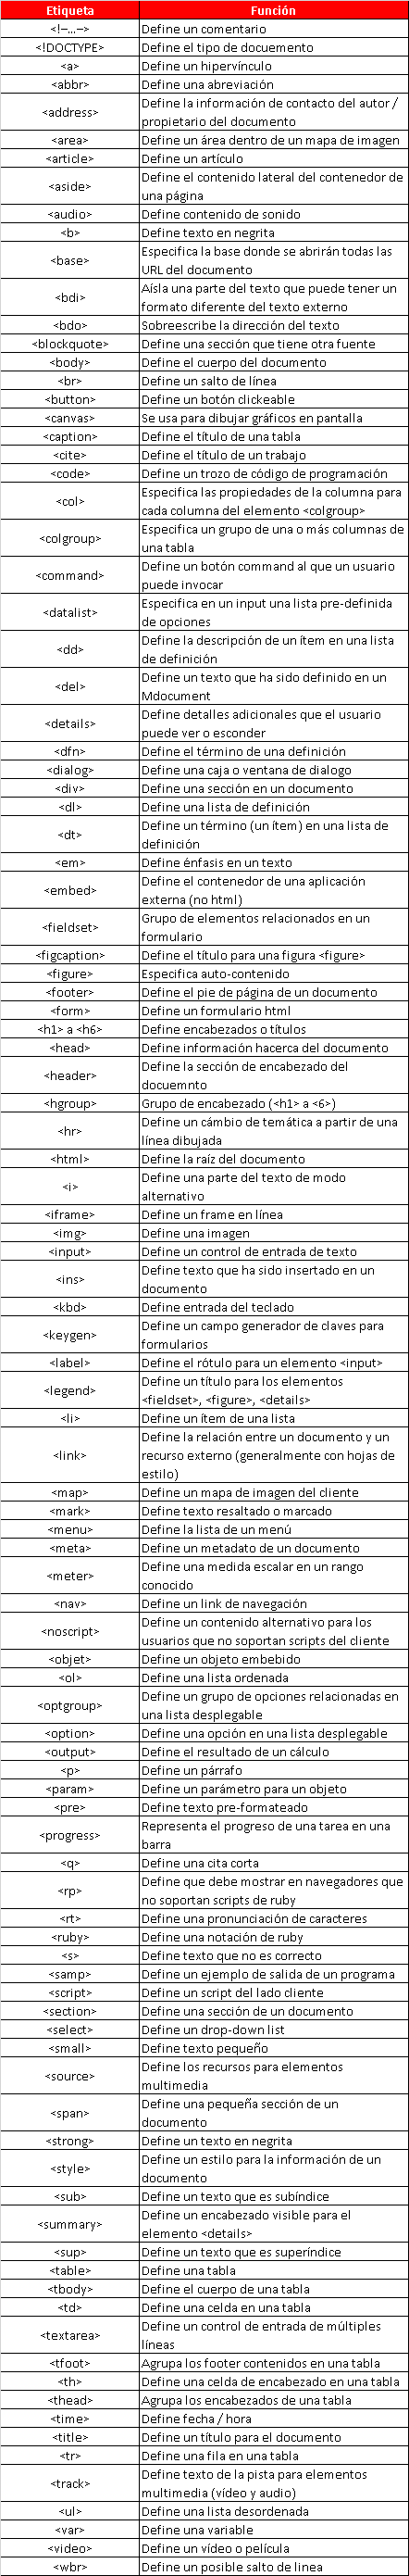 Etiqueta Función
<!–...–> Define un comentario
<!DOCTYPE> Define el tipo de docuemento
<a> Define un hipervínculo
<abbr> Define una abreviación
<address> Define la información de contacto del autor /
propietario del documento
<area> Define un área dentro de un mapa de imagen
<article> Define un artículo
<aside> Define el contenido lateral del contenedor de
una página
<audio> Define contenido de sonido
<b> Define texto en negrita
<base> Especifica la base donde se abrirán todas las
URL del documento
<bdi> Aísla una parte del texto que puede tener un
formato diferente del texto externo
<bdo> Sobreescribe la dirección del texto
<blockquote> Define una sección que tiene otra fuente
<body> Define el cuerpo del documento
<br> Define un salto de línea
<button> Define un botón clickeable
<canvas> Se usa para dibujar gráficos en pantalla
<caption> Define el título de una tabla
<cite> Define el título de un trabajo
<code> Define un trozo de código de programación
<col> Especifica las propiedades de la columna para
cada columna del elemento <colgroup>
<colgroup> Especifica un grupo de una o más columnas de
una tabla
<command> Define un botón command al que un usuario
puede invocar
<datalist> Especifica en un input una lista pre-definida
de opciones
<dd> Define la descripción de un ítem en una lista
de definición
<del> Define un texto que ha sido definido en un
Mdocument
<details> Define detalles adicionales que el usuario
puede ver o esconder
<dfn> Define el término de una definición
<dialog> Define una caja o ventana de dialogo
<div> Define una sección en un documento
<dl> Define una lista de definición
<dt> Define un término (un ítem) en una lista de
definición
<em> Define énfasis en un texto
<embed> Define el contenedor de una aplicación
externa (no html)
<fieldset> Grupo de elementos relacionados en un
formulario
<figcaption> Define el título para una figura <figure>
<figure> Especifica auto-contenido
<footer> Define el pie de página de un documento
<form> Define un formulario html
<h1> a <h6> Define encabezados o títulos
<head> Define información hacerca del documento
<header> Define la sección de encabezado del
docuemnto
<hgroup> Grupo de encabezado (<h1> a <6>)
<hr> Define un cámbio de temática a partir de una
línea dibujada
<html> Define la raíz del documento
<i> Define una parte del texto de modo
alternativo
<iframe> Define un frame en línea
<img> Define una imagen
<input> Define un control de entrada de texto
<ins> Define texto que ha sido insertado en un
documento
<kbd> Define entrada del teclado
<keygen> Define un campo generador de claves para
formularios
<label> Define el rótulo para un elemento <input>
<legend> Define un título para los elementos
<fieldset>, <figure>, <details>
<li> Define un ítem de una lista
<link> Define la relación entre un documento y un
recurso externo (generalmente con hojas de
estilo)
<map> Define un mapa de imagen del cliente
<mark> Define texto resaltado o marcado
<menu> Define la lista de un menú
<meta> Define un metadato de un documento
<meter> Define una medida escalar en un rango
conocido
<nav> Define un link de navegación
<noscript> Define un contenido alternativo para los
usuarios que no soportan scripts del cliente
<objet> Define un objeto embebido
<ol> Define una lista ordenada
<optgroup> Define un grupo de opciones relacionadas en
una lista desplegable
<option> Define una opción en una lista desplegable
<output> Define el resultado de un cálculo
<p> Define un párrafo
<param> Define un parámetro para un objeto
<pre> Define texto pre-formateado
<progress> Representa el progreso de una tarea en una
barra
<q> Define una cita corta
<rp> Define que debe mostrar en navegadores que
no soportan scripts de ruby
<rt> Define una pronunciación de caracteres
<ruby> Define una notación de ruby
<s> Define texto que no es correcto
<samp> Define un ejemplo de salida de un programa
<script> Define un script del lado cliente
<section> Define una sección de un documento
<select> Define un drop-down list
<small> Define texto pequeño
<source> Define los recursos para elementos
multimedia
<span> Define una pequeña sección de un
documento
<strong> Define un texto en negrita
<style> Define un estilo para la información de un
documento
<sub> Define un texto que es subíndice
<summary> Define un encabezado visible para el
elemento <details>
<sup> Define un texto que es superíndice
<table> Define una tabla
<tbody> Define el cuerpo de una tabla
<td> Define una celda en una tabla
<textarea> Define un control de entrada de múltiples
líneas
<tfoot> Agrupa los footer contenidos en una tabla
<th> Define una celda de encabezado en una tabla
<thead> Agrupa los encabezados de una tabla
<time> Define fecha / hora
<title> Define un título para el documento
<tr> Define una fila en una tabla
<track> Define texto de la pista para elementos
multimedia (vídeo y audio)
<ul> Define una lista desordenada
<var> Define una variable
<video> Define un vídeo o película
<wbr> Define un posible salto de linea